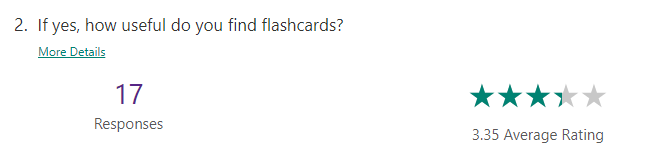 2. If yes, how useful do you find flashcards?
More Details
17
Responses
3.35 Average Rating